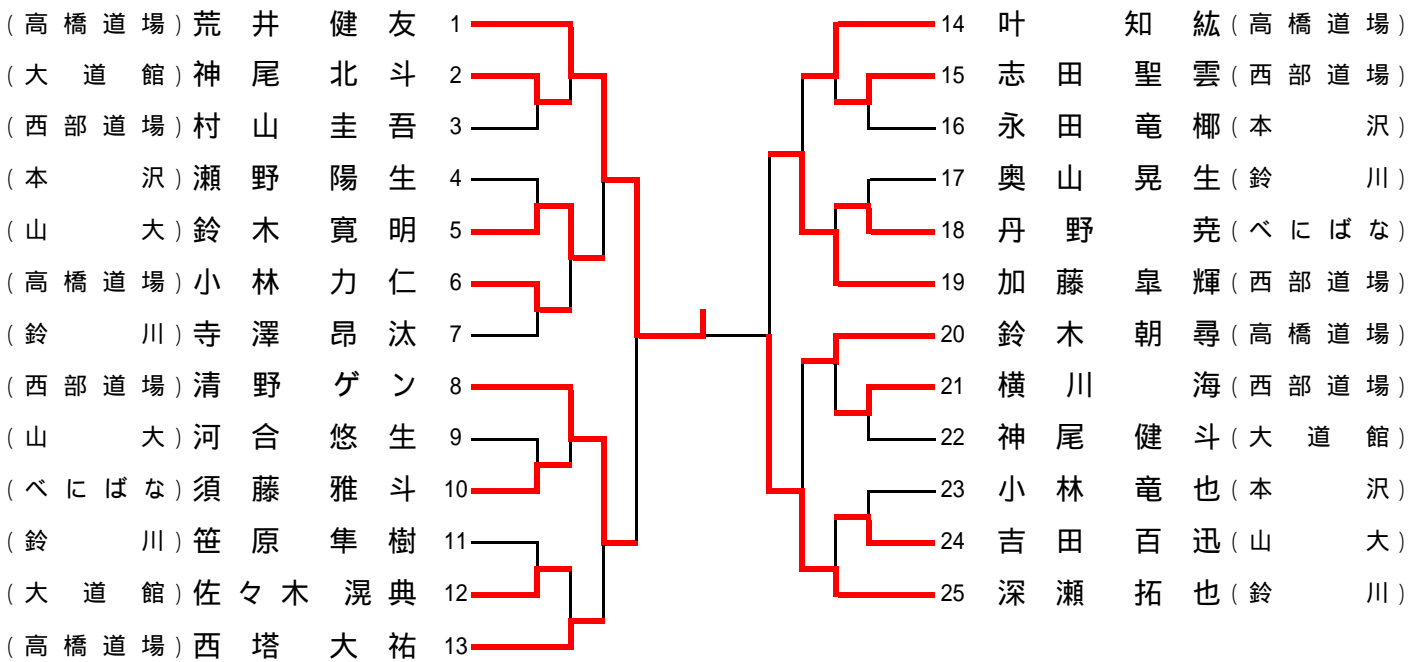 (高橋道場) 荒井健友 1
(大道館) 神尾北斗 2
(西部道場) 村山圭吾 3
(本沢) 瀬野陽生 4
(山大) 鈴木寛明 5
(高橋道場) 小林力仁 6
(鈴川) 寺澤昂汰 7
(西部道場) 清野ゲン 8
(山大) 河合悠生 9
(べにばな) 須藤雅斗 10
(鈴川) 笹原隼樹 11
(大道館) 佐々木滉典 12
(高橋道場) 西塔大祐 13
14 叶知紘 (高橋道場)
15 志田聖雲 (西部道場)
16 永田竜椰 (本沢)
17 奥山晃生 (鈴川)
18 丹野尭 (べにばな)
19 加藤皐輝 (西部道場)
20 鈴木朝尋 (高橋道場)
21 横川海 (西部道場)
22 神尾健斗 (大道館)
23 小林竜也 (本沢)
24 吉田百迅 (山大)
25 深瀬拓也 (鈴川)